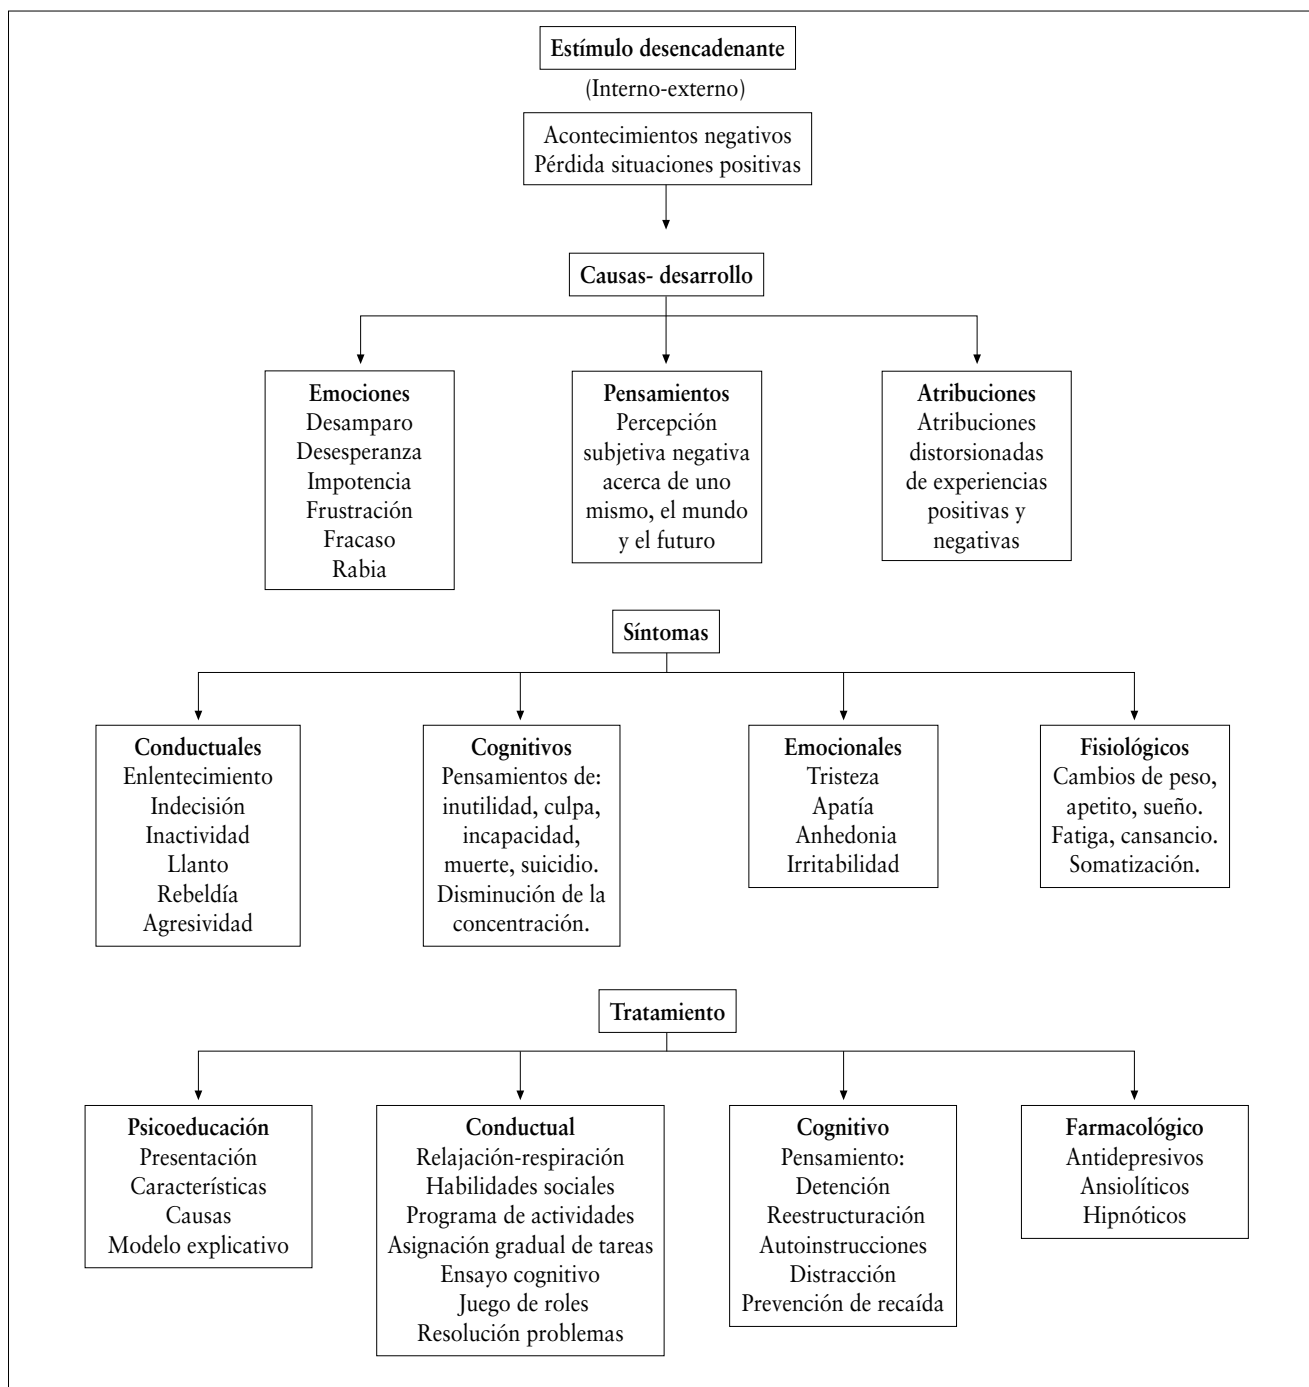 Estímulo desencadenante
(Interno-externo)
Acontecimientos negativos
Pérdida situaciones positivas
Causas- desarrollo
Emociones
Desamparo
Desesperanza
Impotencia
Frustración
Fracaso
Rabia
Pensamientos
Percepción
subjetiva negativa
acerca de uno
mismo, el mundo
y el futuro
Atribuciones
Atribuciones
distorsionadas
de experiencias
positivas y
negativas
Síntomas
Conductuales
Enlentecimiento
Indecisión
Inactividad
Llanto
Rebeldía
Agresividad
Cognitivos
Pensamientos de:
inutilidad, culpa,
incapacidad,
muerte, suicidio.
Disminución de la
concentración.
Emocionales
Tristeza
Apatía
Anhedonia
Irritabilidad
Fisiológicos
Cambios de peso,
apetito, sueño.
Fatiga, cansancio.
Somatización.
Tratamiento
Psicoeducación
Presentación
Características
Causas
Modelo explicativo
Conductual
Relajación-respiración
Habilidades sociales
Programa de actividades
Asignación gradual de tareas
Ensayo cognitivo
Juego de roles
Resolución problemas
Cognitivo
Pensamiento:
Detención
Reestructuración
Autoinstrucciones
Distracción
Prevención de recaída
Farmacológico
Antidepresivos
Ansiolíticos
Hipnóticos